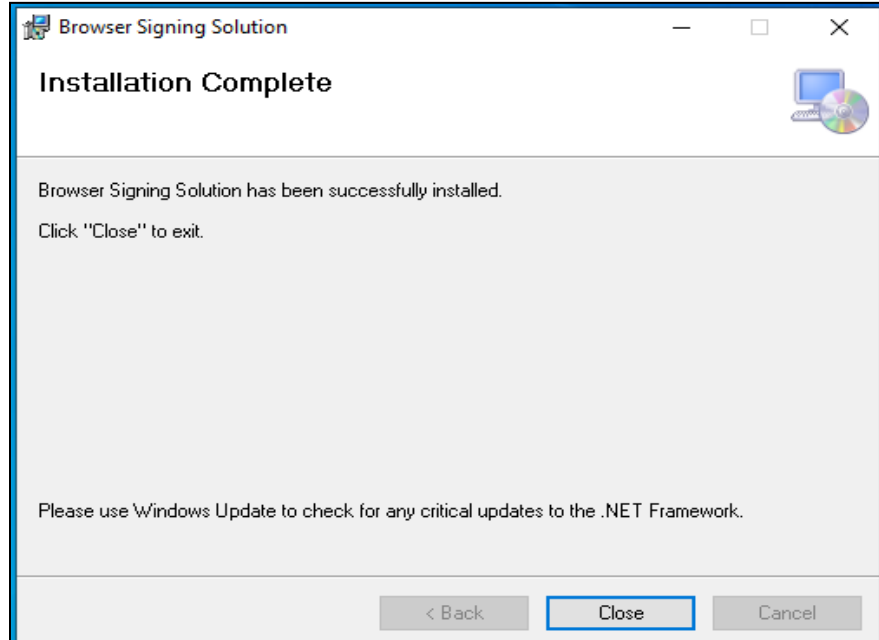 Browser Signing Solution
Installation Complete
Browser Signing Solution has been successfully installed.
Click "Close" to exit.
Please use Windows Update to check for any critical updates to the .NET Framework.
< Back
Close
Cancel